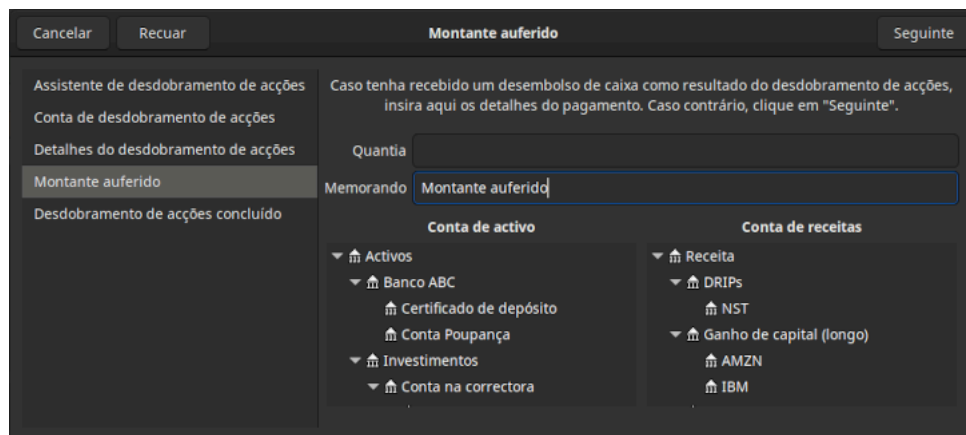 Cancelar Recuar Montante auferido Seguinte
Assistente de desdobramento de acções
Conta de desdobramento de acções
Detalhes do desdobramento de acções
Montante auferido
Desdobramento de acções concluído
Caso tenha recebido um desembolso de caixa como resultado do desdobramento de acções,
insira aqui os detalhes do pagamento. Caso contrário, clique em "Seguinte".
Quantia
Memorando Montante auferido
Conta de activo
Activos
Banco ABC
Certificado de depósito
Conta Poupança
Investimentos
Conta na correctora
Conta de receitas
Receita
DRIPs
NST
Ganho de capital (longo)
AMZN
IBM